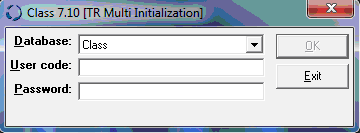 Class 7.10 [TR Multi Initialization]
Database: Class OK
User code:
Exit
Password: